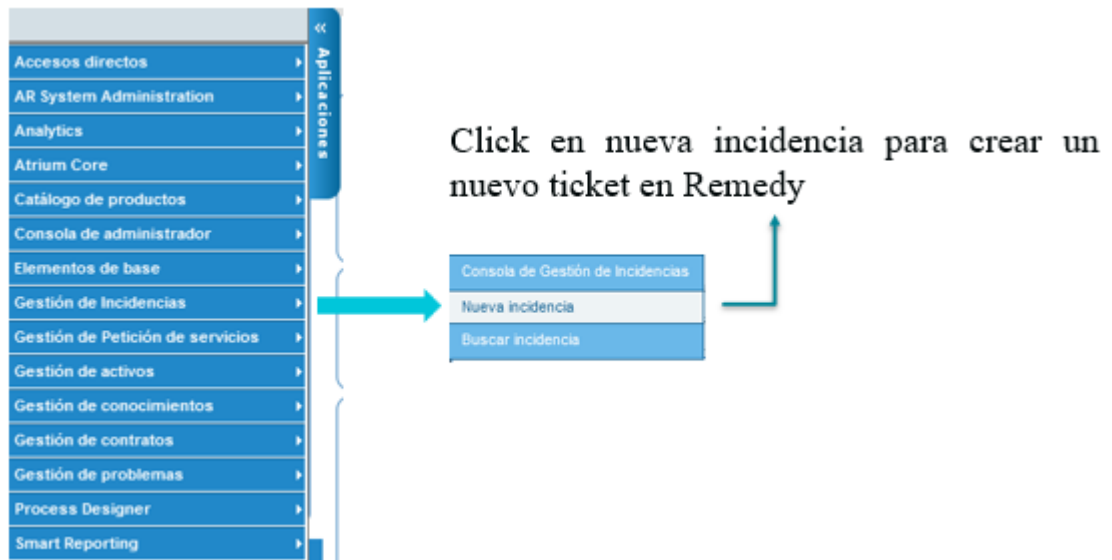 «
Aplicaciones
Accesos directos
AR System Administration
Analytics
Atrium Core
Catálogo de productos
Consola de administrador
Elementos de base
Gestión de Incidencias
Gestión de Petición de servicios
Gestión de activos
Gestión de conocimientos
Gestión de contratos
Gestión de problemas
Process Designer
Smart Reporting
Click en nueva incidencia para crear un
nuevo ticket en Remedy
Consola de Gestión de Incidencias
Nueva incidencia
Buscar incidencia